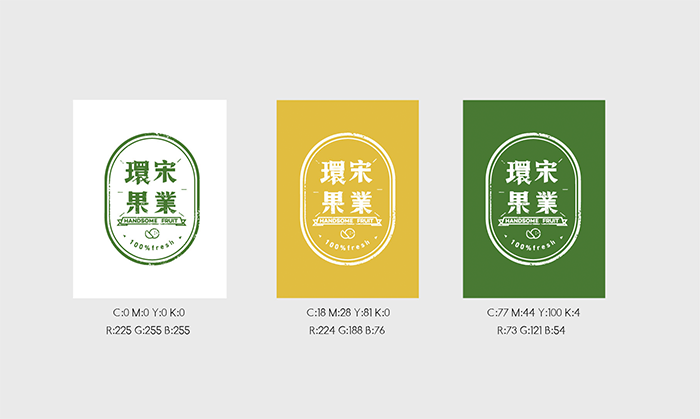 環宋
果業
HANDSOME FRUIT
100%fresh
C:0 M:0 Y:0 K:0
R:225 G:255 B:255
環宋
果業
HANDSOME FRUIT
100%fresh
C:18 M:28 Y:81 K:0
R:224 G:188 B:76
環宋
果業
HANDSOME FRUIT
100%fresh
C:77 M:44 Y:100 K:4
R:73 G:121 B:54